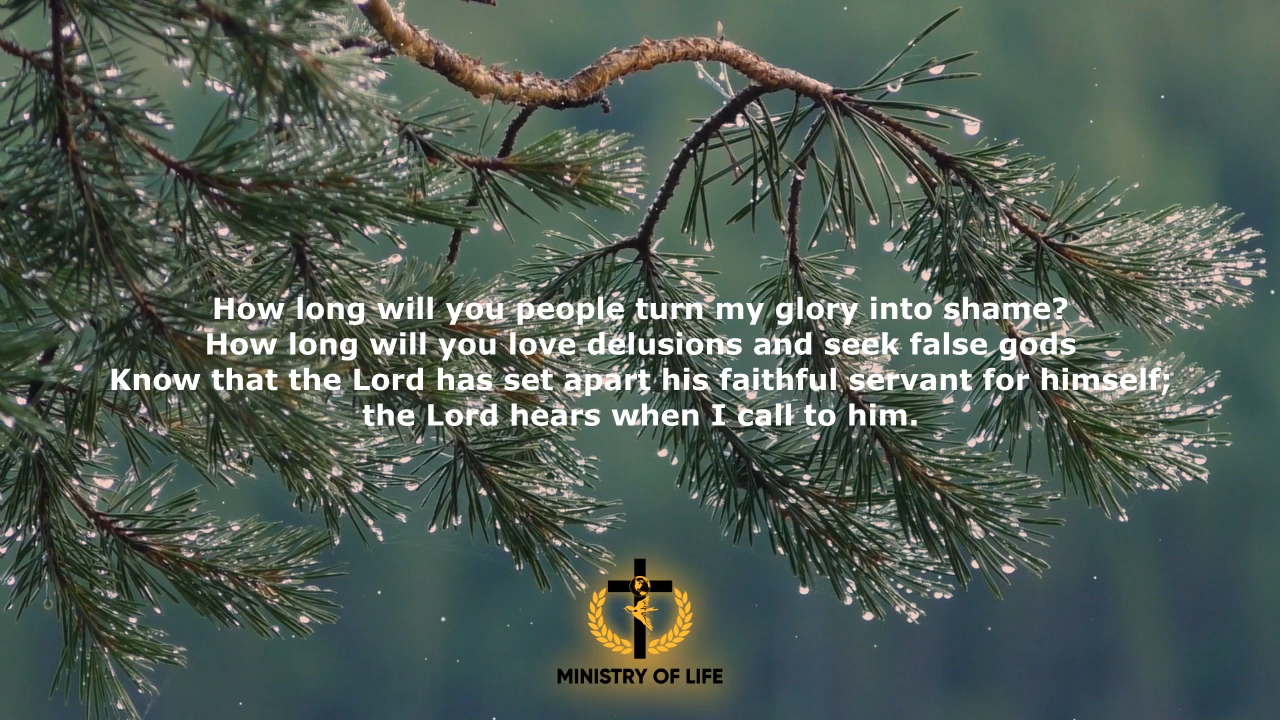 How long will you people turn my glory into shame?
How long will you love delusions and seek false gods
Know that the Lord has set apart his faithful servant for himself;
the Lord hears when I call to him.
MINISTRY OF LIFE